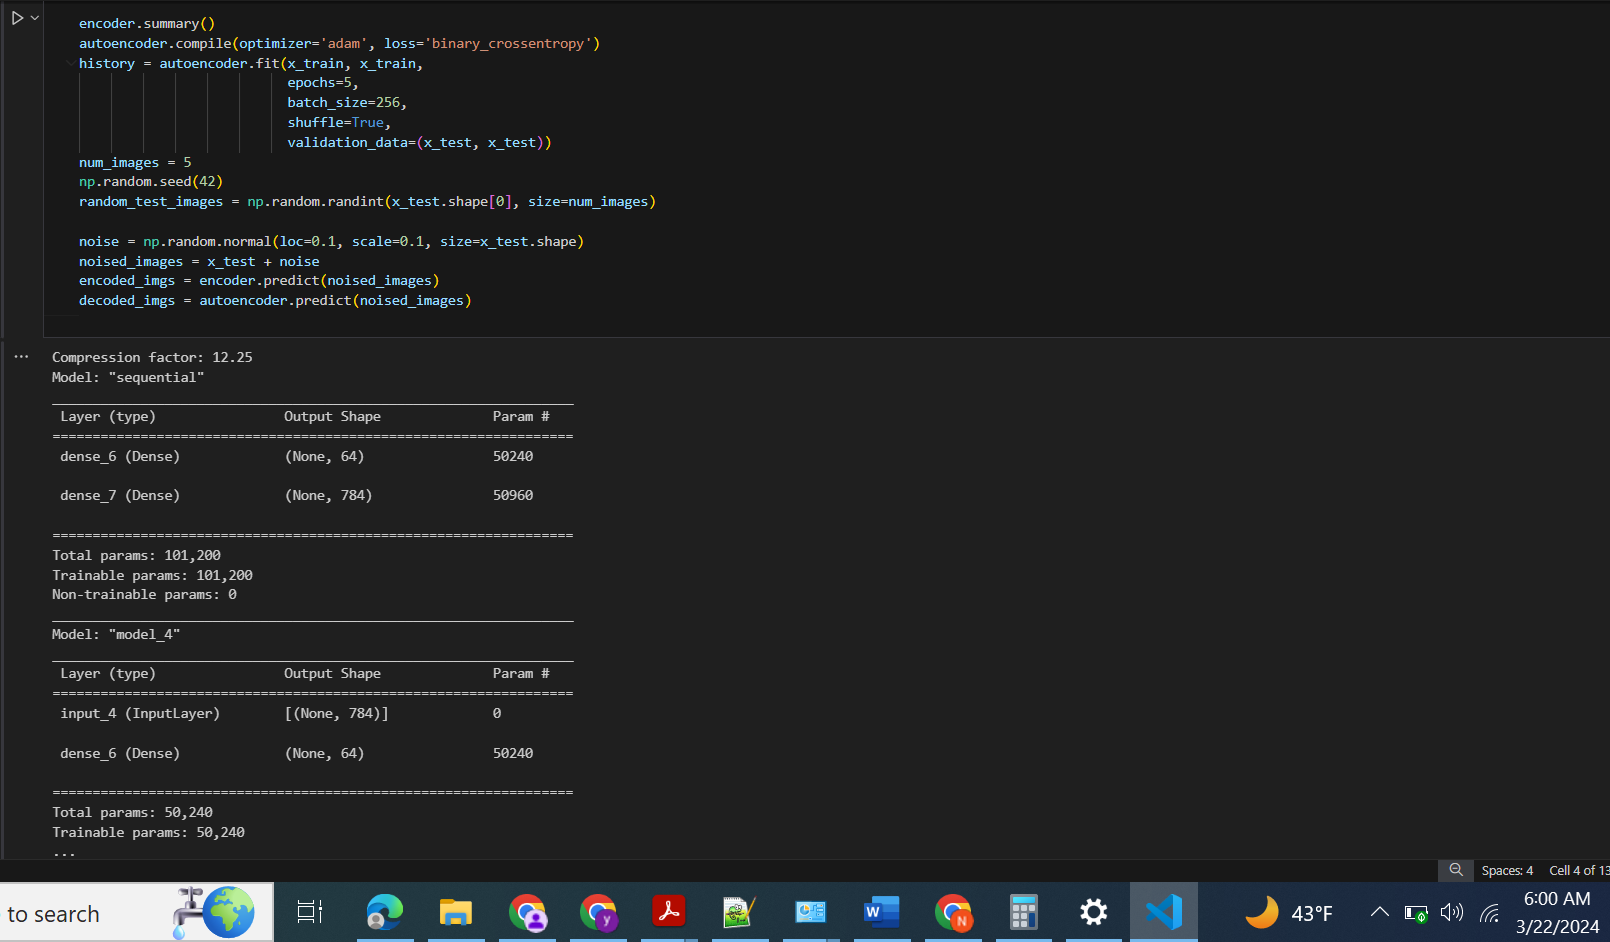 encoder.summary()
autoencoder.compile(optimizer='adam', loss='binary_crossentropy')
history = autoencoder.fit(x_train, x_train,
epochs=5,
batch_size=256,
shuffle=True,
validation_data=(x_test, x_test))
num_images = 5
np.random.seed(42)
random_test_images = np.random.randint(x_test.shape[0], size=num_images)
noise = np.random.normal(loc=0.1, scale=0.1, size=x_test.shape)
noised_images = x_test + noise
encoded_imgs = encoder.predict(noised_images)
decoded_imgs = autoencoder.predict(noised_images)
... Compression factor: 12.25
Model: "sequential"
_________________________________________________________________
Layer (type) Output Shape Param #
=================================================================
dense_6 (Dense) (None, 64) 50240
dense_7 (Dense) (None, 784) 50960
=================================================================
Total params: 101,200
Trainable params: 101,200
Non-trainable params: 0
_________________________________________________________________
Model: "model_4"
_________________________________________________________________
Layer (type) Output Shape Param #
=================================================================
input_4 (InputLayer) [(None, 784)] 0
dense_6 (Dense) (None, 64) 50240
=================================================================
Total params: 50,240
Trainable params: 50,240
...
Spaces: 4 Cell 4 of 13
to search
W
y
N
43°F
6:00 AM
3/22/2024